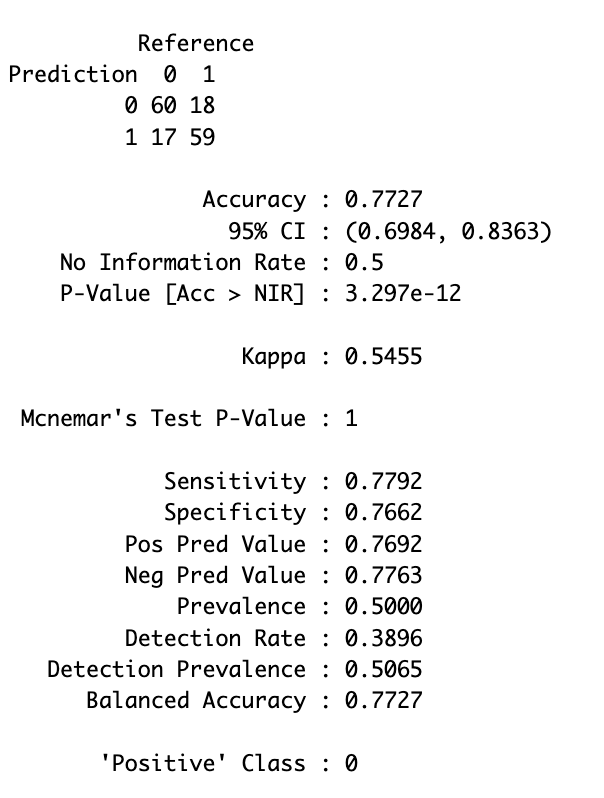 Reference
Prediction 0 1
0 60 18
1 17 59
Accuracy : 0.7727
95% CI : (0.6984, 0.8363)
No Information Rate : 0.5
P-Value [Acc > NIR] : 3.297e-12
Kappa : 0.5455
Mcnemar's Test P-Value : 1
Sensitivity : 0.7792
Specificity : 0.7662
Pos Pred Value : 0.7692
Neg Pred Value : 0.7763
Prevalence : 0.5000
Detection Rate : 0.3896
Detection Prevalence : 0.5065
Balanced Accuracy : 0.7727
'Positive' Class : 0